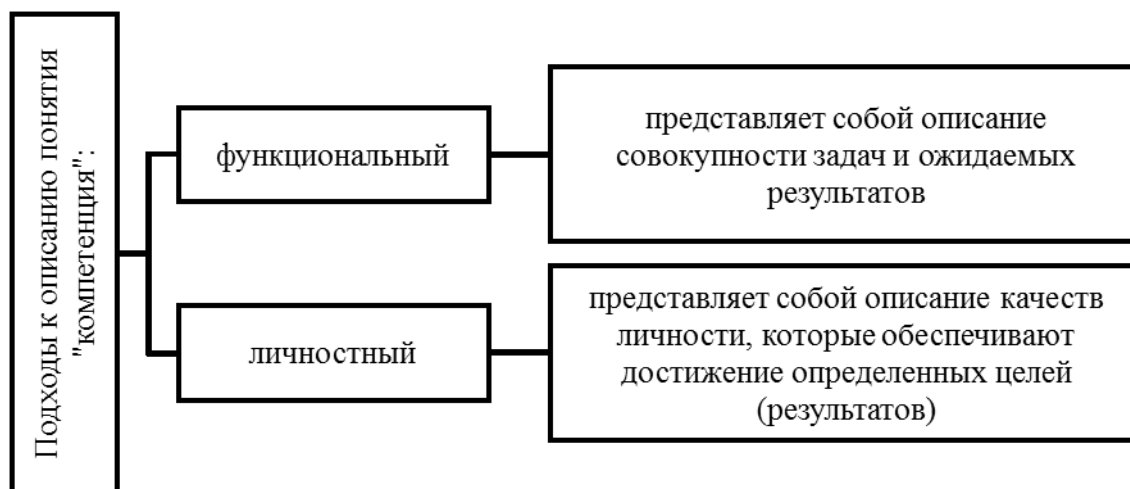 Подходы к описанию понятия
"компетенция":
функциональный
представляет собой описание
совокупности задач и ожидаемых
результатов
личностный
представляет собой описание качеств
личности, которые обеспечивают
достижение определенных целей
(результатов)